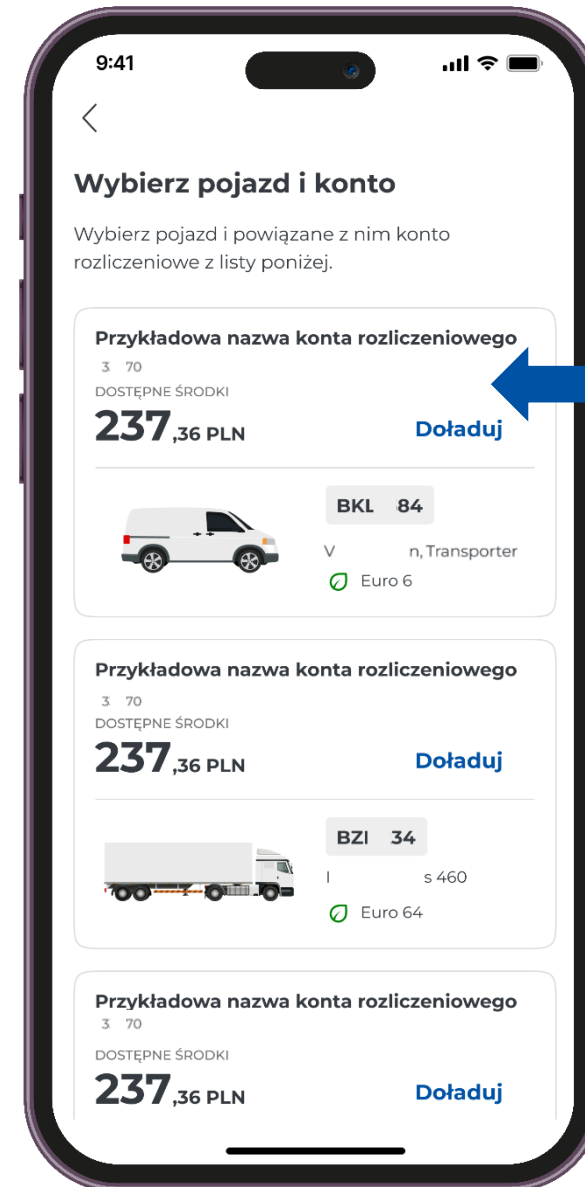 9:41
Wybierz pojazd i konto
Wybierz pojazd i powiązane z nim konto
rozliczeniowe z listy poniżej.
Przykładowa nazwa konta rozliczeniowego
3 70
DOSTĘPNE ŚRODKI
237,36 PLN Doładuj
BKL 84
V n, Transporter
Euro 6
Przykładowa nazwa konta rozliczeniowego
3 70
DOSTĘPNE ŚRODKI
237,36 PLN Doładuj
BZI 34
I s 460
Euro 64
Przykładowa nazwa konta rozliczeniowego
3 70
DOSTĘPNE ŚRODKI
237,36 PLN Doładuj